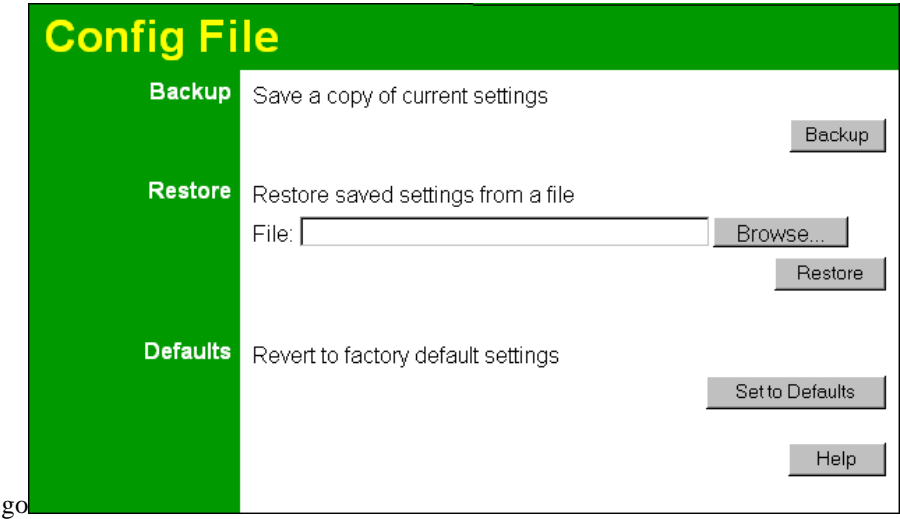 Config File
Backup Save a copy of current settings
Backup
Restore Restore saved settings from a file
File: Browse...
Restore
Defaults Revert to factory default settings
Set to Defaults
Help
go